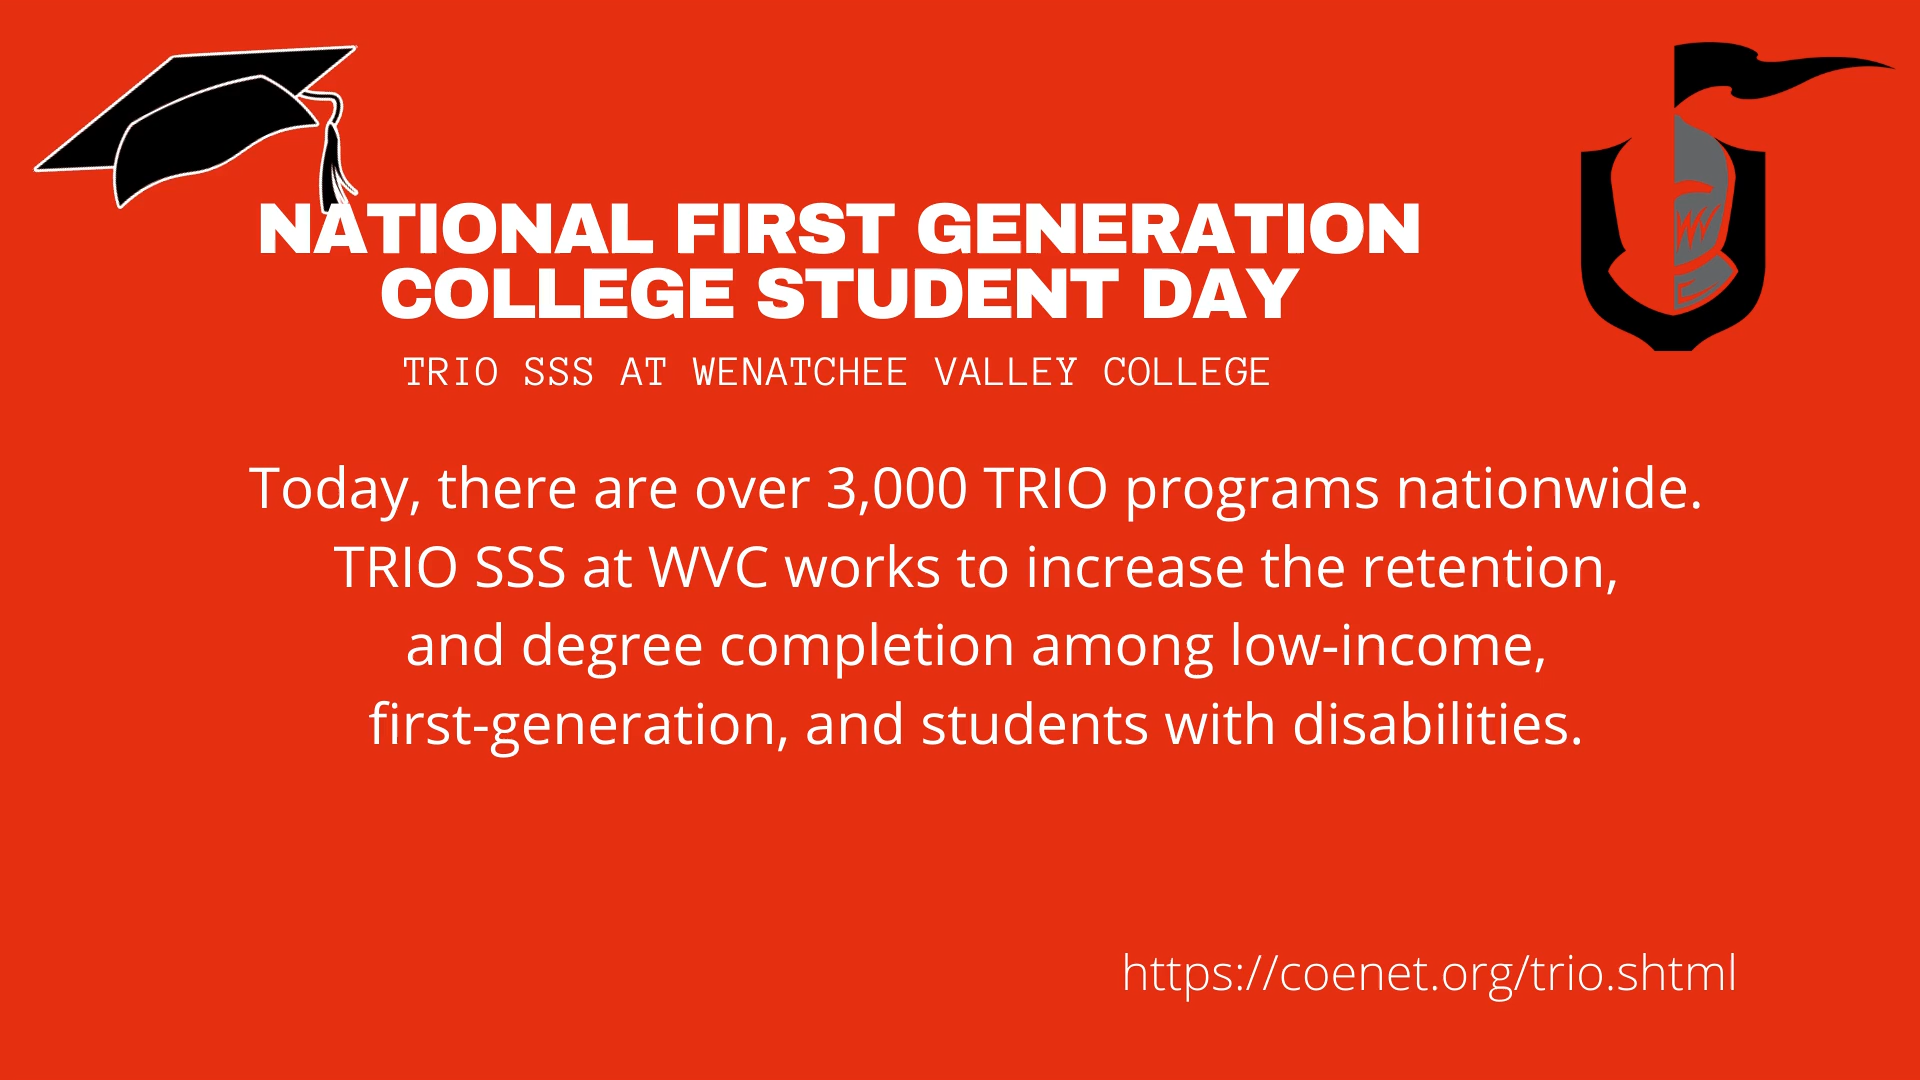 NATIONAL FIRST GENERATION
COLLEGE STUDENT DAY
TRIO SSS AT WENATCHEE VALLEY COLLEGE
Today, there are over 3,000 TRIO programs nationwide.
TRIO SSS at WVC works to increase the retention,
and degree completion among low-income,
first-generation, and students with disabilities.
https://coenet.org/trio.shtml